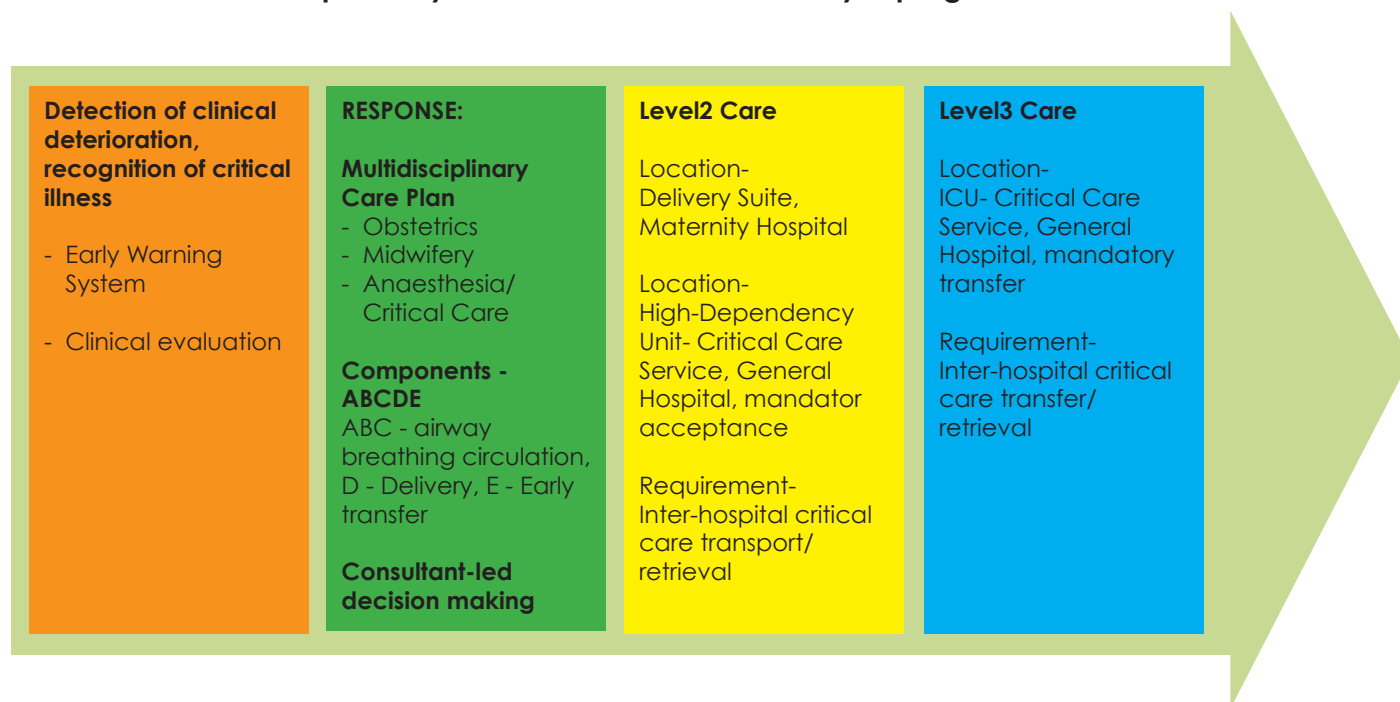 Detection of clinical
deterioration,
recognition of critical
illness
- Early Warning
System
- Clinical evaluation
RESPONSE:
Multidisciplinary
Care Plan
- Obstetrics
- Midwifery
- Anaesthesia/
Critical Care
Components -
ABCDE
ABC - airway
breathing circulation,
D - Delivery, E - Early
transfer
Consultant-led
decision making
Level2 Care
Location-
Delivery Suite,
Maternity Hospital
Location-
High-Dependency
Unit- Critical Care
Service, General
Hospital, mandator
acceptance
Requirement-
Inter-hospital critical
care transport/
retrieval
Level3 Care
Location-
ICU- Critical Care
Service, General
Hospital, mandatory
transfer
Requirement-
Inter-hospital critical
care transfer/
retrieval